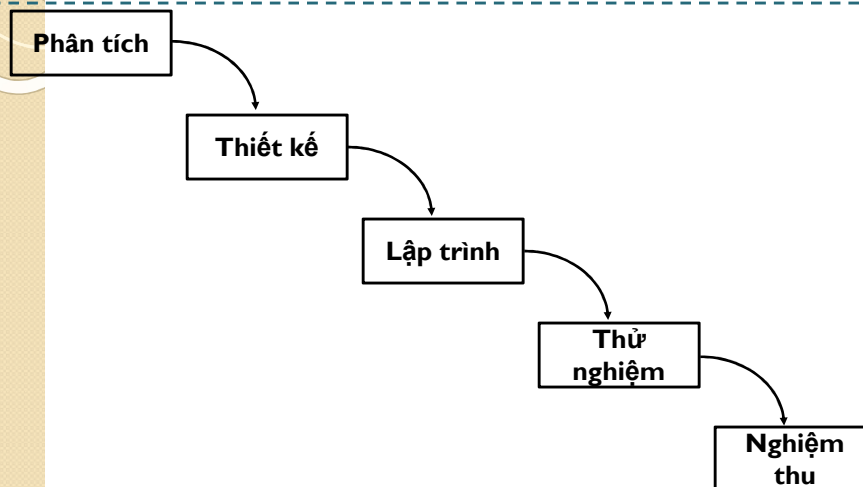 Phân tích
Thiết kế
Lập trình
Thử
nghiệm
Nghiệm
thu